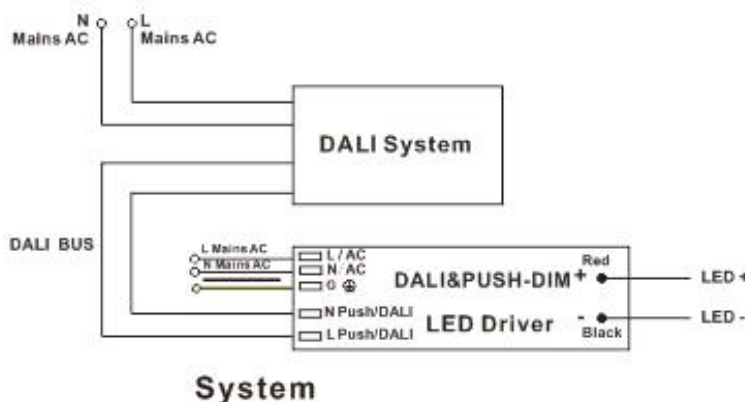 N L
Mains AC Mains AC
DALI System
DALI BUS
L Mains AC
N Mains AC
L / AC
N / AC
G
N Push/DALI
L Push/DALI
DALI&PUSH-DIM
LED Driver
Red
+
-
Black
LED +
LED -
System